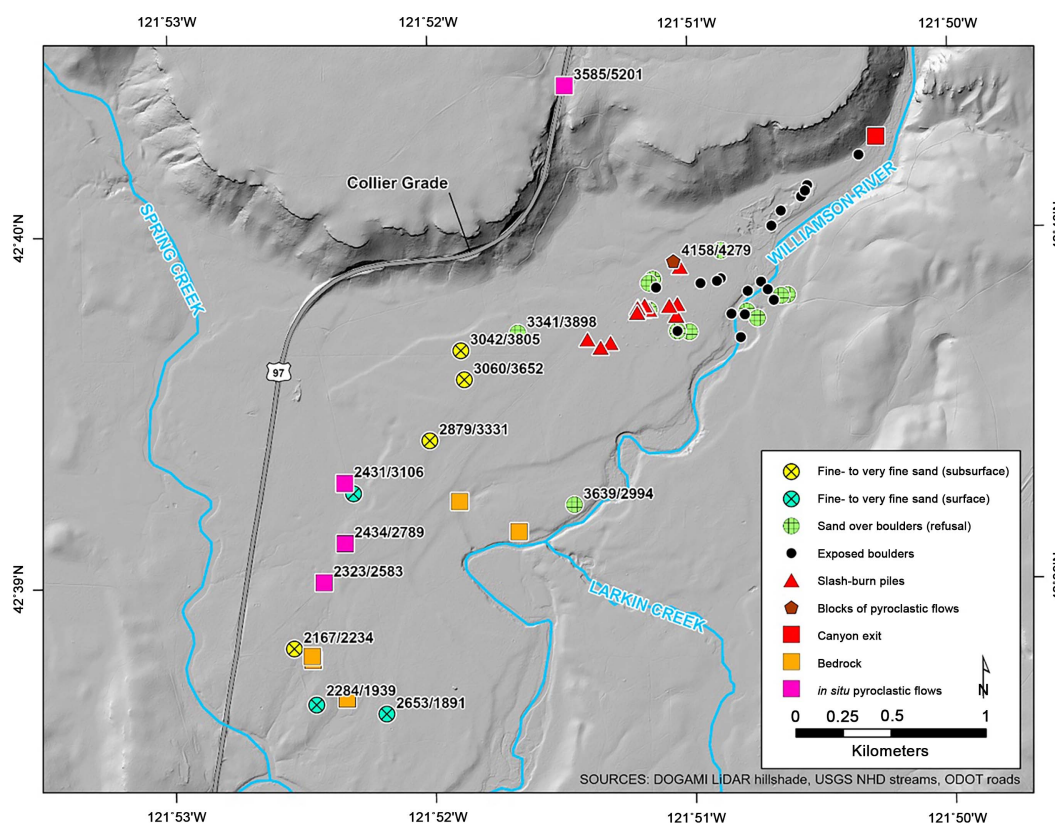 121°53'W
121°52'W
121°51'W
121°50'W
3585/5201
Collier Grade
SPRING CREEK
WILLIAMSON RIVER
42°40'N
4158/4279
3341/3898
3042/3805
97
3060/3652
2879/3331
2431/3106
3639/2994
2434/2789
2323/2583
42°39'N
LARKIN CREEK
2167/2234
2284/1939
2653/1891
Fine- to very fine sand (subsurface)
Fine- to very fine sand (surface)
Sand over boulders (refusal)
Exposed boulders
Slash-burn piles
Blocks of pyroclastic flows
Canyon exit
Bedrock
in situ pyroclastic flows
N
0 0.25 0.5 1
Kilometers
SOURCES: DOGAMI LiDAR hillshade, USGS NHD streams, ODOT roads
121°53'W
121°52'W
121°51'W
121°50'W